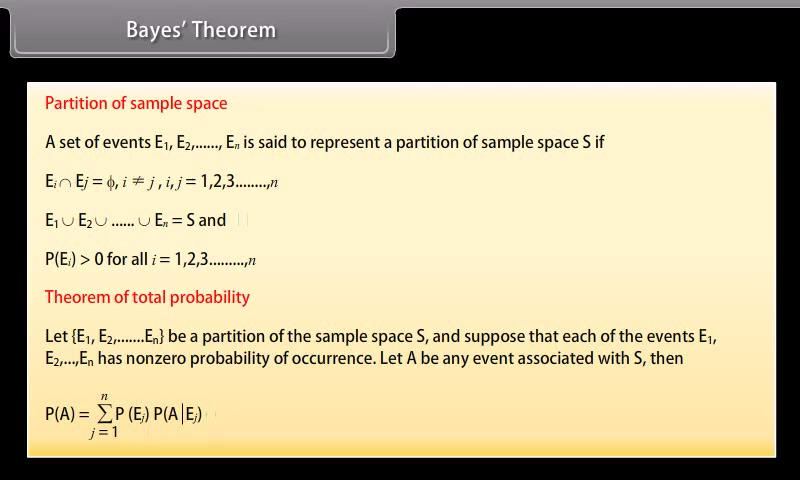 Bayes' Theorem
Partition of sample space
A set of events E₁, E₂,......, Eₙ is said to represent a partition of sample space S if
Eᵢ ∩ Eⱼ = ϕ, i ≠ j , i, j = 1,2,3........,n
E₁ ∪ E₂ ∪ ...... ∪ Eₙ = S and
P(Eᵢ) > 0 for all i = 1,2,3.........,n
Theorem of total probability
Let {E₁, E₂,.......Eₙ} be a partition of the sample space S, and suppose that each of the events E₁,
E₂,...,Eₙ has nonzero probability of occurrence. Let A be any event associated with S, then
n
P(A) = ∑ P (Eⱼ) P(A|Eⱼ)
j = 1